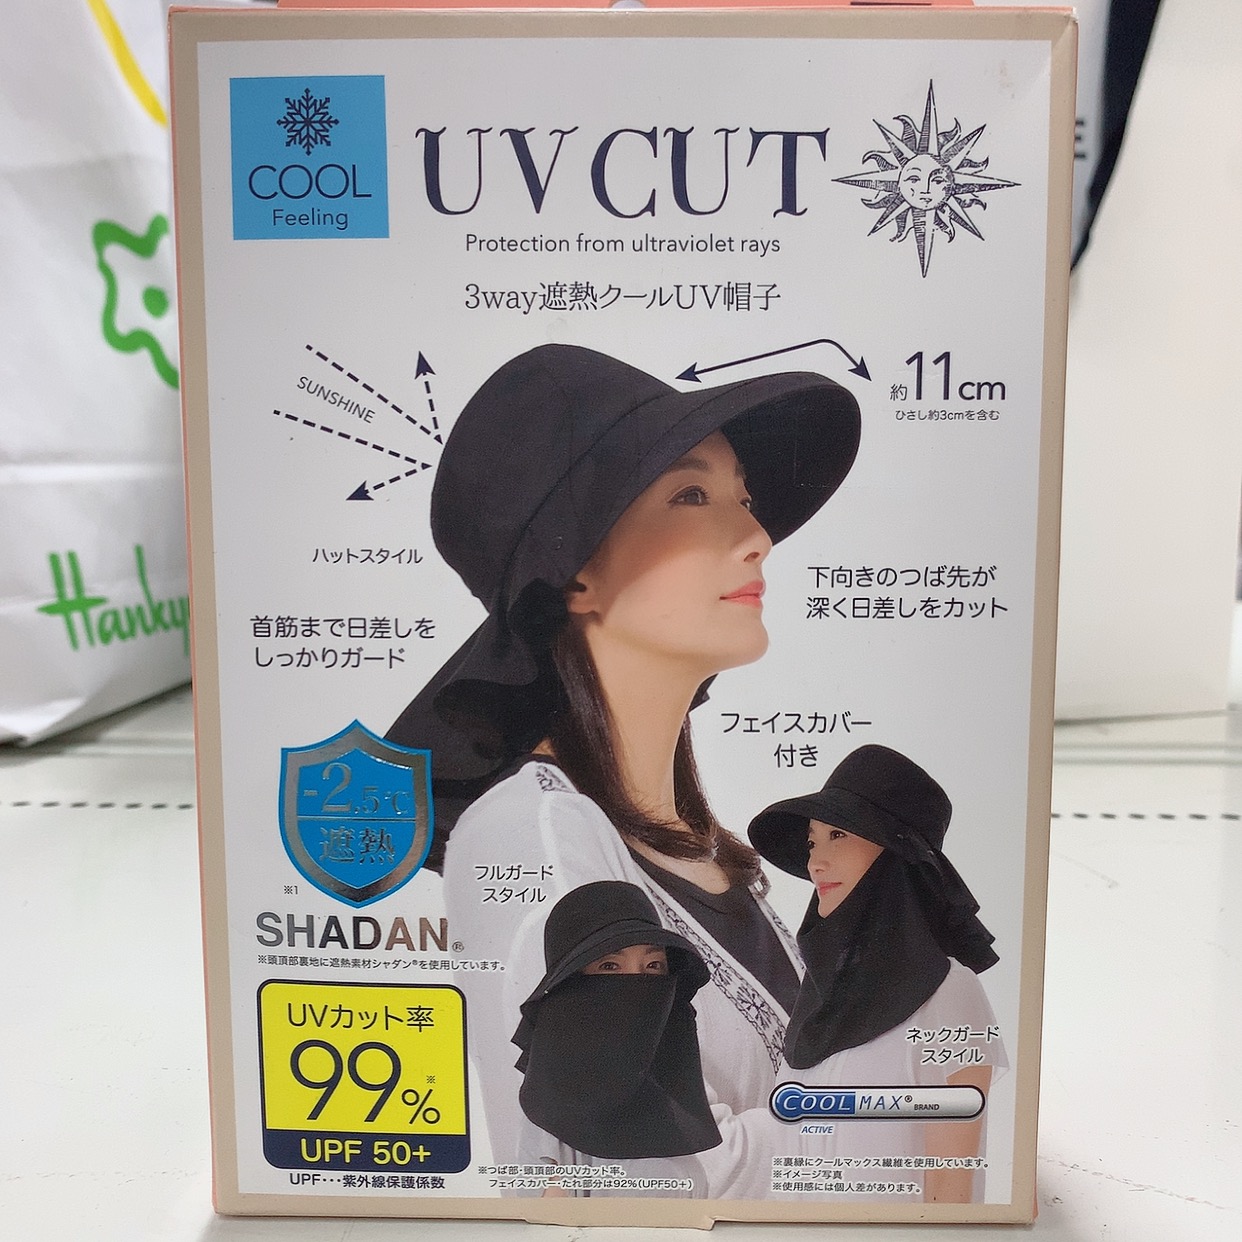 COOL
Feeling
UV CUT
Protection from ultraviolet rays
3way遮熱クールUV帽子
SUNSHINE
約11cm
ひさし約3cmを含む
ハットスタイル
首筋まで日差しを
しっかりガード
下向きのつば先が
深く日差しをカット
フェイスカバー
付き
-2.5℃
遮熱
※1
SHADAN®
※頭頂部裏地に遮熱素材シャダン®を使用しています。
フルガード
スタイル
ネックガード
スタイル
UVカット率
99%※
UPF 50+
UPF･･･紫外線保護係数
※つば部・頭頂部のUVカット率。
フェイスカバー・たれ部分は92%(UPF50+)
COOLMAX® BRAND
ACTIVE
※裏縁にクールマックス繊維を使用しています。
※イメージ写真
※使用感には個人差があります。
Hanky
E